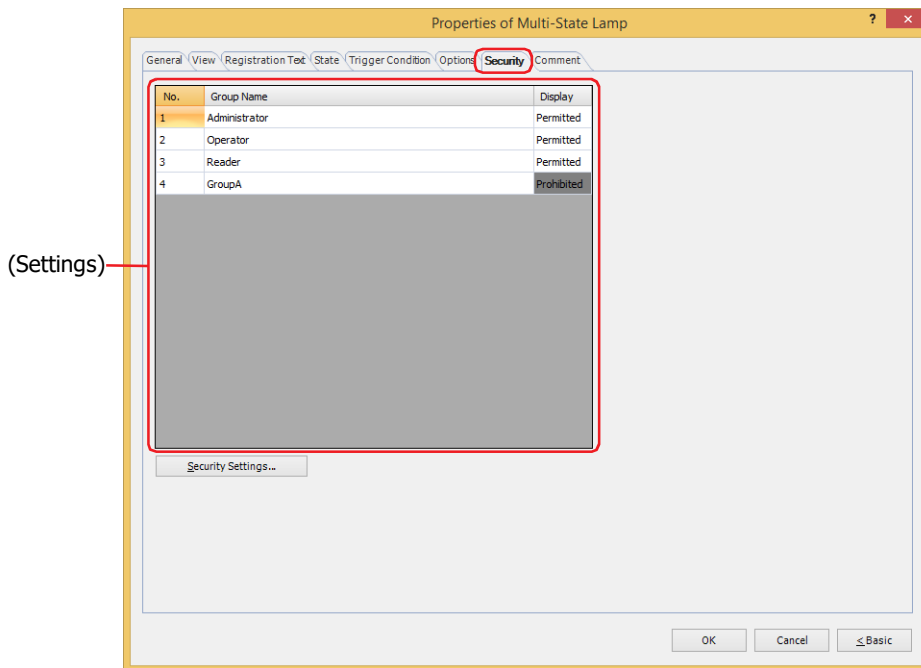 Properties of Multi-State Lamp ? ×
General View Registration Text State Trigger Condition Options Security Comment
No. Group Name Display
1 Administrator Permitted
2 Operator Permitted
3 Reader Permitted
4 GroupA Prohibited
(Settings)
Security Settings...
OK Cancel < Basic